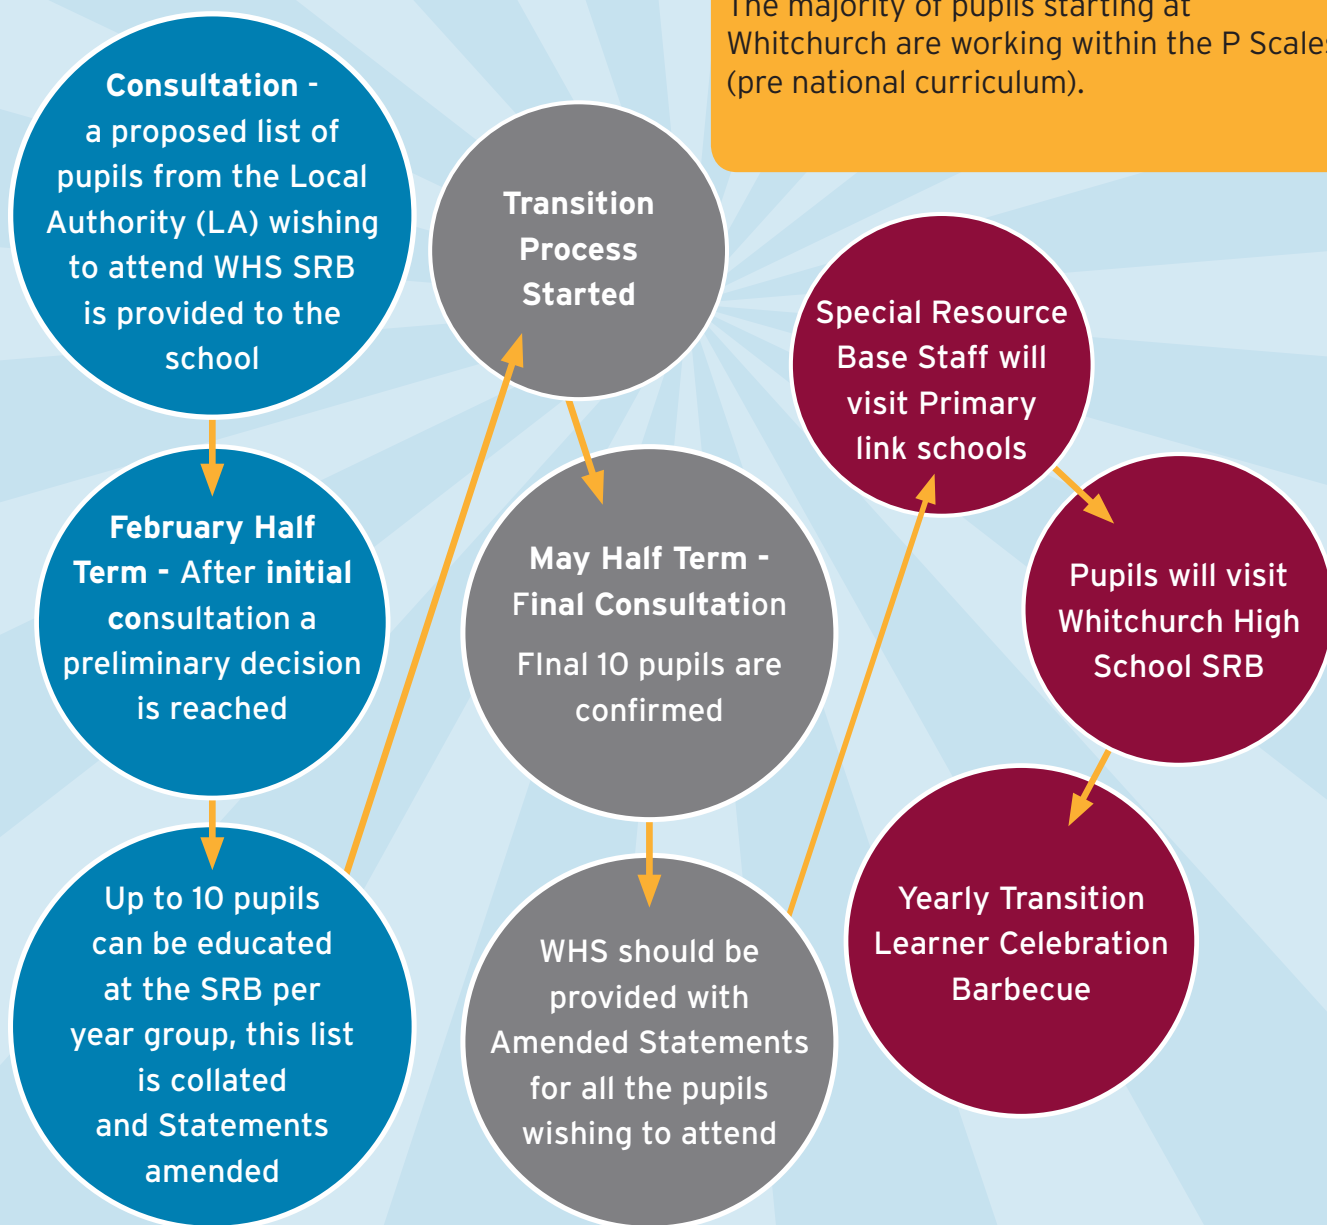 The majority of pupils starting at
Whitchurch are working within the P Scales
(pre national curriculum).
Consultation -
a proposed list of
pupils from the Local
Authority (LA) wishing
to attend WHS SRB
is provided to the
school
February Half
Term - After initial
consultation a
preliminary decision
is reached
Up to 10 pupils
can be educated
at the SRB per
year group, this list
is collated
and Statements
amended
Transition
Process
Started
May Half Term -
Final Consultation
FInal 10 pupils are
confirmed
WHS should be
provided with
Amended Statements
for all the pupils
wishing to attend
Special Resource
Base Staff will
visit Primary
link schools
Pupils will visit
Whitchurch High
School SRB
Yearly Transition
Learner Celebration
Barbecue